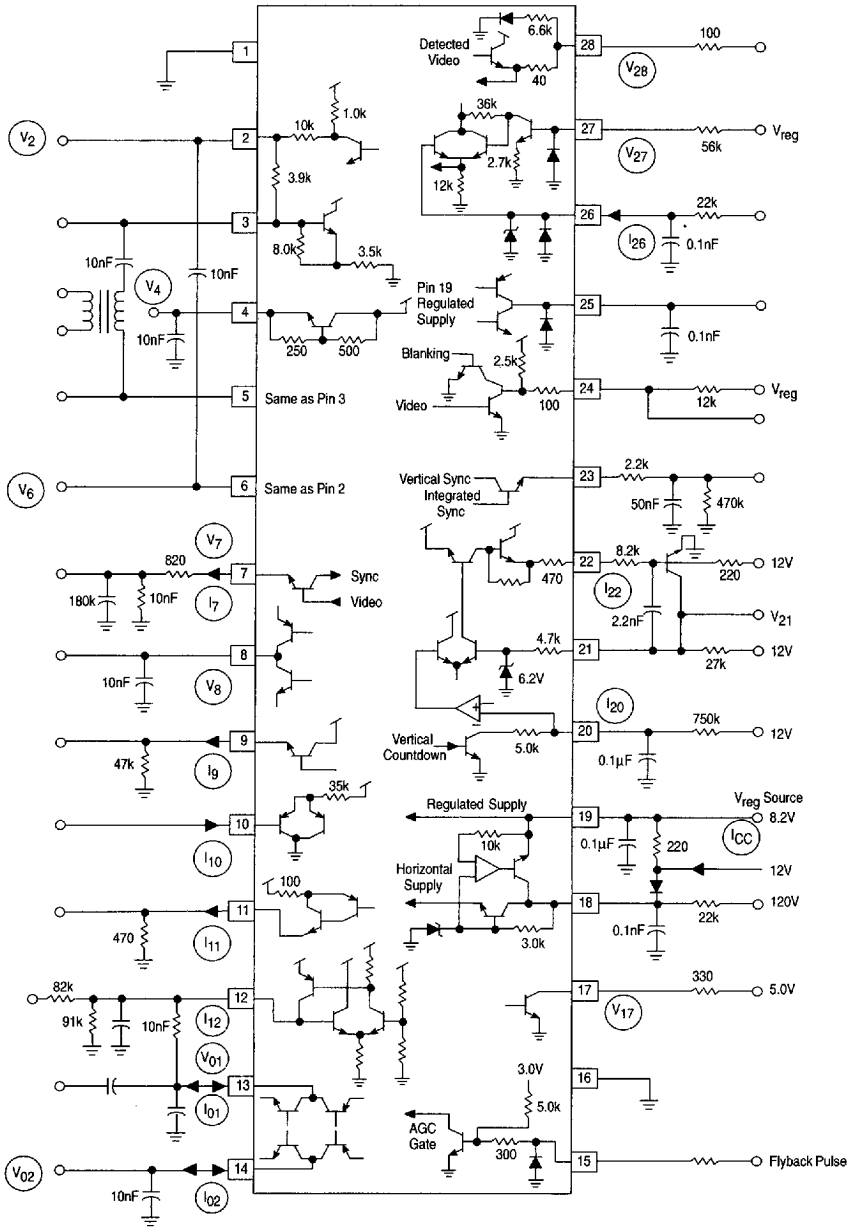 1
V2
2
10k
1.0k
3.9k
3
8.0k
3.5k
10nF
10nF
V4
4
10nF
250
500
5
Same as Pin 3
V6
6
Same as Pin 2
V7
820
7
Sync
Video
180k
10nF
I7
8
10nF
V8
9
47k
I9
35k
10
I10
100
11
470
I11
82k
12
91k
10nF
I12
V01
13
I01
14
V02
10nF
I02
6.6k
28
100
Detected
Video
40
V28
36k
27
Vreg
2.7k
V27
56k
12k
26
22k
I26
0.1nF
Pin 19
Regulated
Supply
25
0.1nF
Blanking
2.5k
24
Vreg
12k
Video
100
23
2.2k
Vertical Sync
Integrated
Sync
50nF
470k
22
8.2k
12V
470
I22
220
2.2nF
V21
4.7k
21
12V
27k
6.2V
I20
20
750k
12V
+
5.0k
Vertical
Countdown
0.1µF
Vreg Source
Regulated Supply
19
8.2V
10k
0.1µF
220
ICC
12V
Horizontal
Supply
18
120V
22k
3.0k
0.1nF
17
330
5.0V
V17
16
3.0V
5.0k
AGC
Gate
300
15
Flyback Pulse